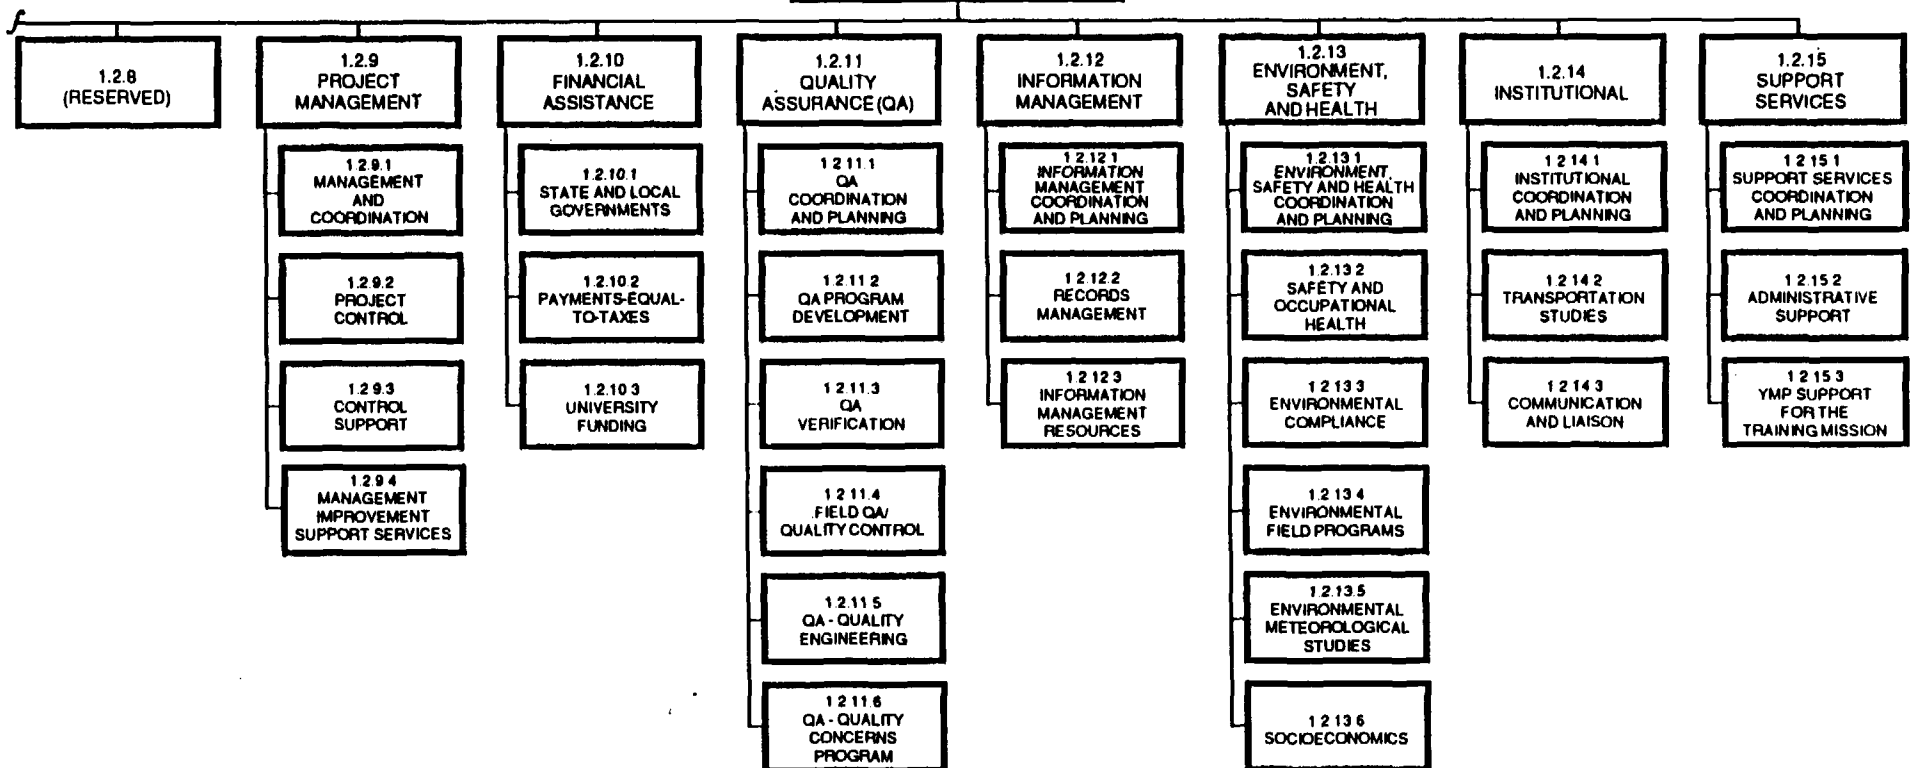 1.2.8
(RESERVED)
1.2.9
PROJECT
MANAGEMENT
1.2.9.1
MANAGEMENT
AND
COORDINATION
1.2.9.2
PROJECT
CONTROL
1.2.9.3
CONTROL
SUPPORT
1.2.9.4
MANAGEMENT
IMPROVEMENT
SUPPORT SERVICES
1.2.10
FINANCIAL
ASSISTANCE
1.2.10.1
STATE AND LOCAL
GOVERNMENTS
1.2.10.2
PAYMENTS-EQUAL-
TO-TAXES
1.2.10.3
UNIVERSITY
FUNDING
1.2.11
QUALITY
ASSURANCE (QA)
1.2.11.1
QA
COORDINATION
AND PLANNING
1.2.11.2
QA PROGRAM
DEVELOPMENT
1.2.11.3
QA
VERIFICATION
1.2.11.4
FIELD QA/
QUALITY CONTROL
1.2.11.5
QA - QUALITY
ENGINEERING
1.2.11.6
QA - QUALITY
CONCERNS
PROGRAM
1.2.12
INFORMATION
MANAGEMENT
1.2.12.1
INFORMATION
MANAGEMENT
COORDINATION
AND PLANNING
1.2.12.2
RECORDS
MANAGEMENT
1.2.12.3
INFORMATION
MANAGEMENT
RESOURCES
1.2.13
ENVIRONMENT,
SAFETY
AND HEALTH
1.2.13.1
ENVIRONMENT,
SAFETY AND HEALTH
COORDINATION
AND PLANNING
1.2.13.2
SAFETY AND
OCCUPATIONAL
HEALTH
1.2.13.3
ENVIRONMENTAL
COMPLIANCE
1.2.13.4
ENVIRONMENTAL
FIELD PROGRAMS
1.2.13.5
ENVIRONMENTAL
METEOROLOGICAL
STUDIES
1.2.13.6
SOCIOECONOMICS
1.2.14
INSTITUTIONAL
1.2.14.1
INSTITUTIONAL
COORDINATION
AND PLANNING
1.2.14.2
TRANSPORTATION
STUDIES
1.2.14.3
COMMUNICATION
AND LIAISON
1.2.15
SUPPORT
SERVICES
1.2.15.1
SUPPORT SERVICES
COORDINATION
AND PLANNING
1.2.15.2
ADMINISTRATIVE
SUPPORT
1.2.15.3
YMP SUPPORT
FOR THE
TRAINING MISSION